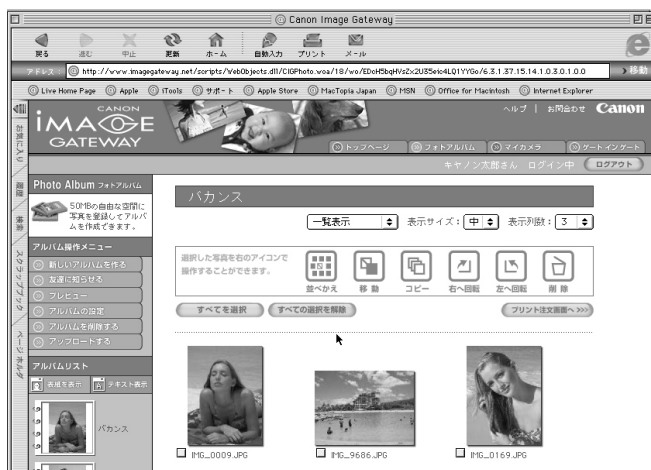 Canon Image Gateway
戻る 進む 中止 更新 ホーム 自動入力 プリント メール
アドレス： http://www.imagegateway.net/scripts/WebObjects.dll/CIGPhoto.woa/18/wo/EDoH5bqHVsZx2U35eic4LQ1YYGo/6.3.1.37.15.14.1.0.3.0.1.0.0 移動
Live Home Page Apple iTools サポート Apple Store MacTopia Japan MSN Office for Macintosh Internet Explorer
お気に入り
履歴
検索
スクラップブック
ページ ホルダ
CANON
iMAGE
GATEWAY
ヘルプ | お問合わせ Canon
トップページ フォトアルバム マイカメラ ゲートインゲート
キヤノン太郎さん ログイン中 ログアウト
Photo Album フォトアルバム
50MBの自由な空間に
写真を登録してアルバ
ムを作成できます。
アルバム操作メニュー
新しいアルバムを作る
友達に知らせる
プレビュー
アルバムの設定
アルバムを削除する
アップロードする
アルバムリスト
表紙を表示 テキスト表示
バカンス
バカンス
一覧表示 表示サイズ： 中 表示列数： 3
選択した写真を右のアイコンで
操作することができます。
並べかえ 移動 コピー 右へ回転 左へ回転 削除
すべてを選択 すべての選択を解除 プリント注文画面へ >>>
IMG_0009.JPG IMG_9686.JPG IMG_0169.JPG